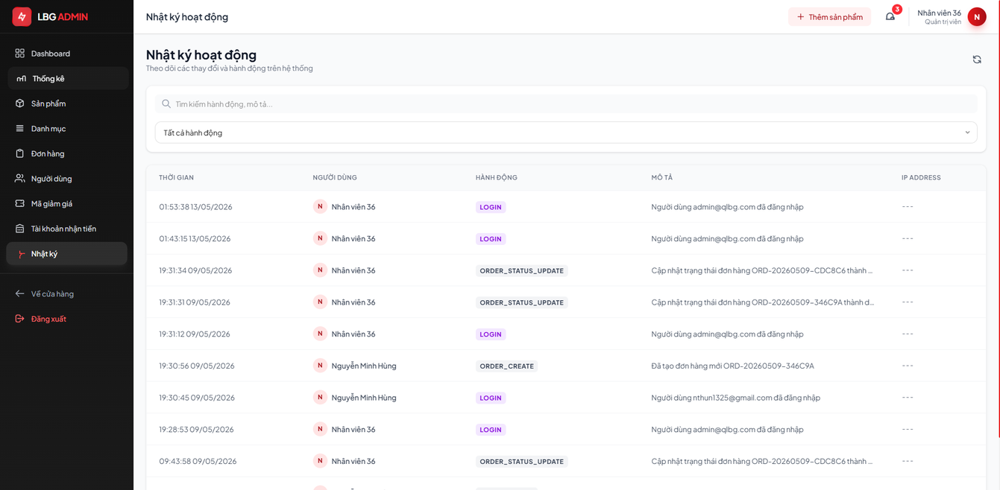 LBG ADMIN
Dashboard
Thống kê
Sản phẩm
Danh mục
Đơn hàng
Người dùng
Mã giảm giá
Tài khoản nhận tiền
Nhật ký
Về cửa hàng
Đăng xuất
Nhật ký hoạt động
+ Thêm sản phẩm
3
Nhân viên 36
Quản trị viên
N
Nhật ký hoạt động
Theo dõi các thay đổi và hành động trên hệ thống
Tìm kiếm hành động, mô tả...
Tất cả hành động
THỜI GIAN NGƯỜI DÙNG HÀNH ĐỘNG MÔ TẢ IP ADDRESS
01:53:38 13/05/2026 N Nhân viên 36 LOGIN Người dùng admin@qlbg.com đã đăng nhập ---
01:43:15 13/05/2026 N Nhân viên 36 LOGIN Người dùng admin@qlbg.com đã đăng nhập ---
19:31:34 09/05/2026 N Nhân viên 36 ORDER_STATUS_UPDATE Cập nhật trạng thái đơn hàng ORD-20260509-CDC8C6 thành ... ---
19:31:31 09/05/2026 N Nhân viên 36 ORDER_STATUS_UPDATE Cập nhật trạng thái đơn hàng ORD-20260509-346C9A thành d... ---
19:31:12 09/05/2026 N Nhân viên 36 LOGIN Người dùng admin@qlbg.com đã đăng nhập ---
19:30:56 09/05/2026 N Nguyễn Minh Hùng ORDER_CREATE Đã tạo đơn hàng mới ORD-20260509-346C9A ---
19:30:45 09/05/2026 N Nguyễn Minh Hùng LOGIN Người dùng nthun1325@gmail.com đã đăng nhập ---
19:28:53 09/05/2026 N Nhân viên 36 LOGIN Người dùng admin@qlbg.com đã đăng nhập ---
09:43:58 09/05/2026 N Nhân viên 36 ORDER_STATUS_UPDATE Cập nhật trạng thái đơn hàng ORD-20260509-CDC8C6 thành ... ---